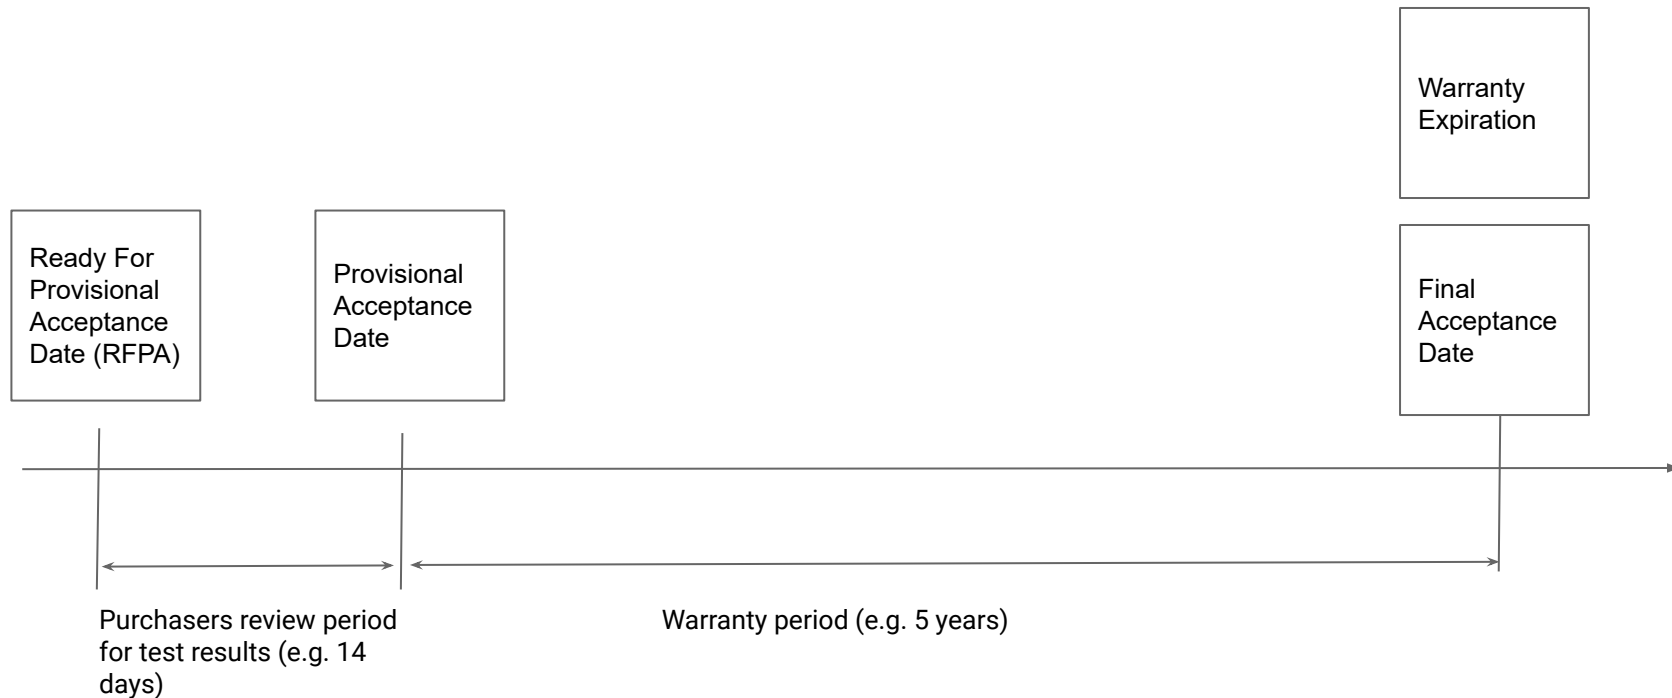 Warranty
Expiration
Ready For
Provisional
Acceptance
Date (RFPA)
Provisional
Acceptance
Date
Final
Acceptance
Date
Purchasers review period
for test results (e.g. 14
days)
Warranty period (e.g. 5 years)